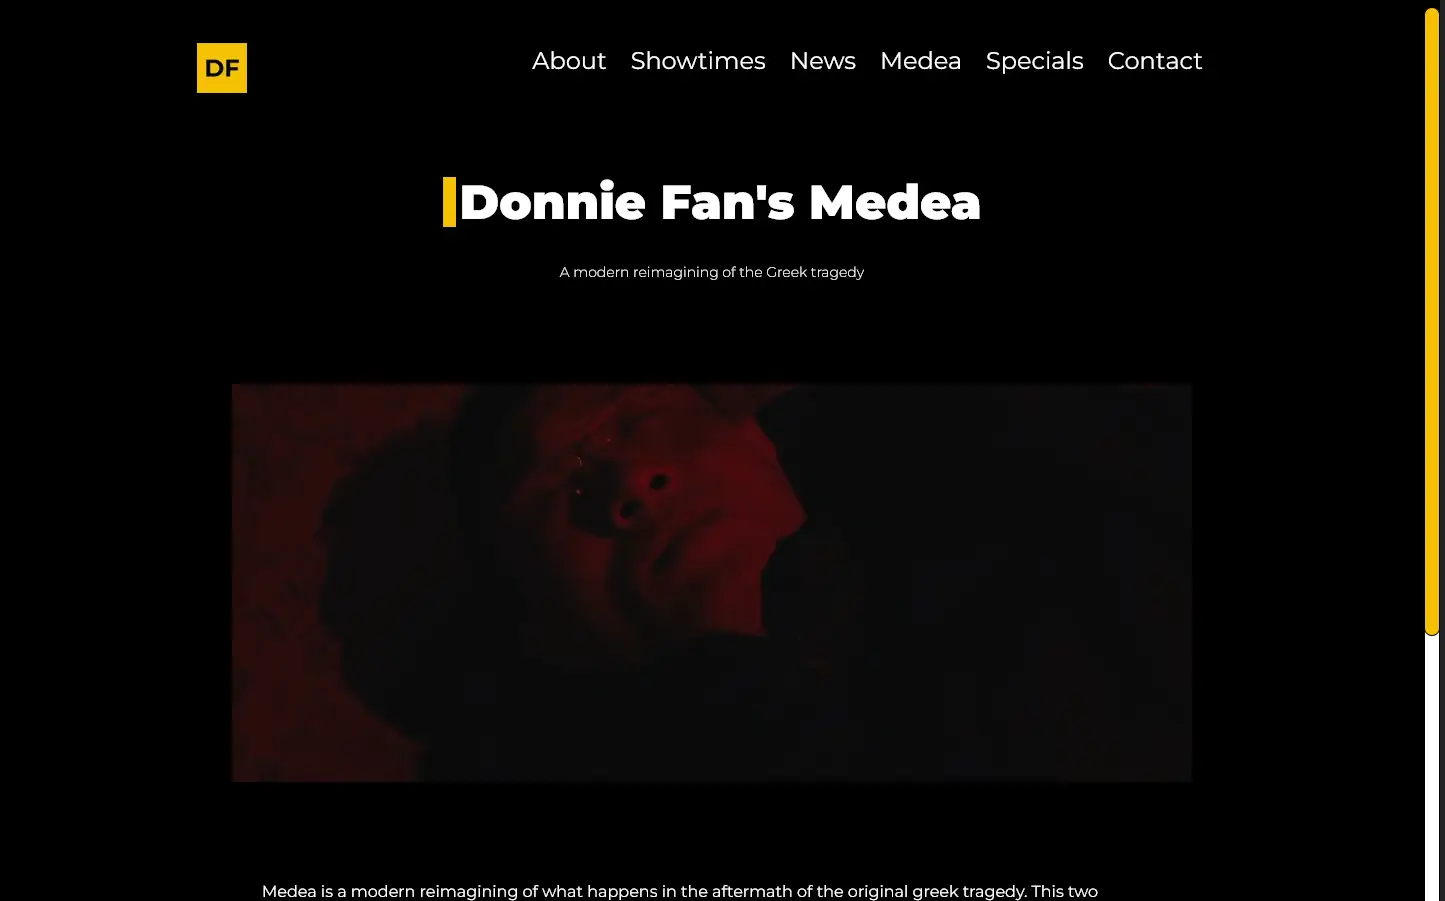 DF
About Showtimes News Medea Specials Contact
Donnie Fan's Medea
A modern reimagining of the Greek tragedy
Medea is a modern reimagining of what happens in the aftermath of the original greek tragedy. This two